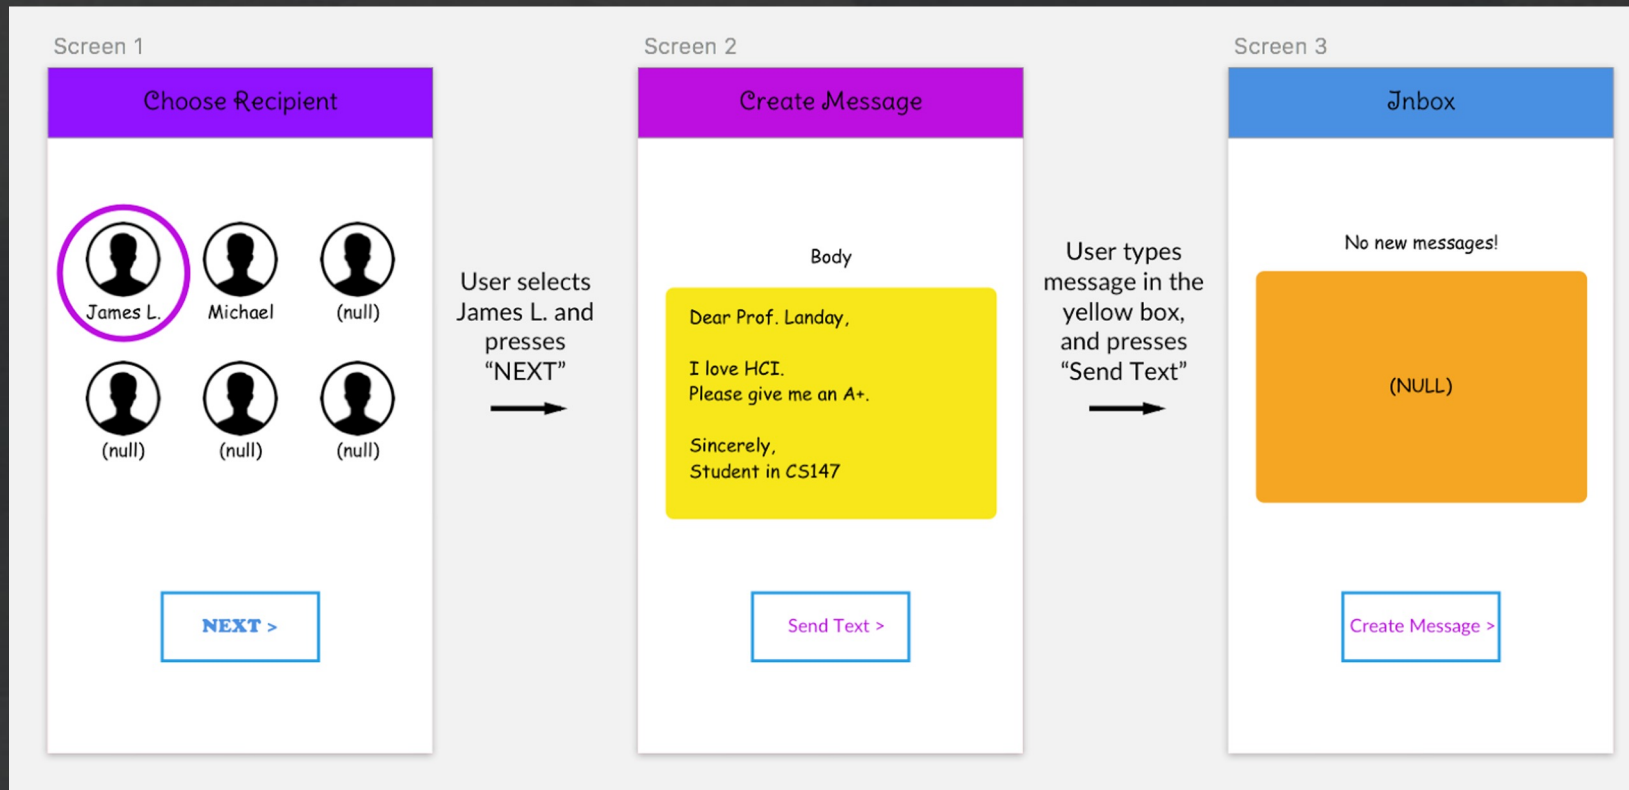 Screen 1
Choose Recipient
James L.
Michael
(null)
(null)
(null)
(null)
NEXT >
User selects
James L. and
presses
“NEXT”
Screen 2
Create Message
Body
Dear Prof. Landay,
I love HCI.
Please give me an A+.
Sincerely,
Student in CS147
Send Text >
User types
message in the
yellow box,
and presses
“Send Text”
Screen 3
Inbox
No new messages!
(NULL)
Create Message >